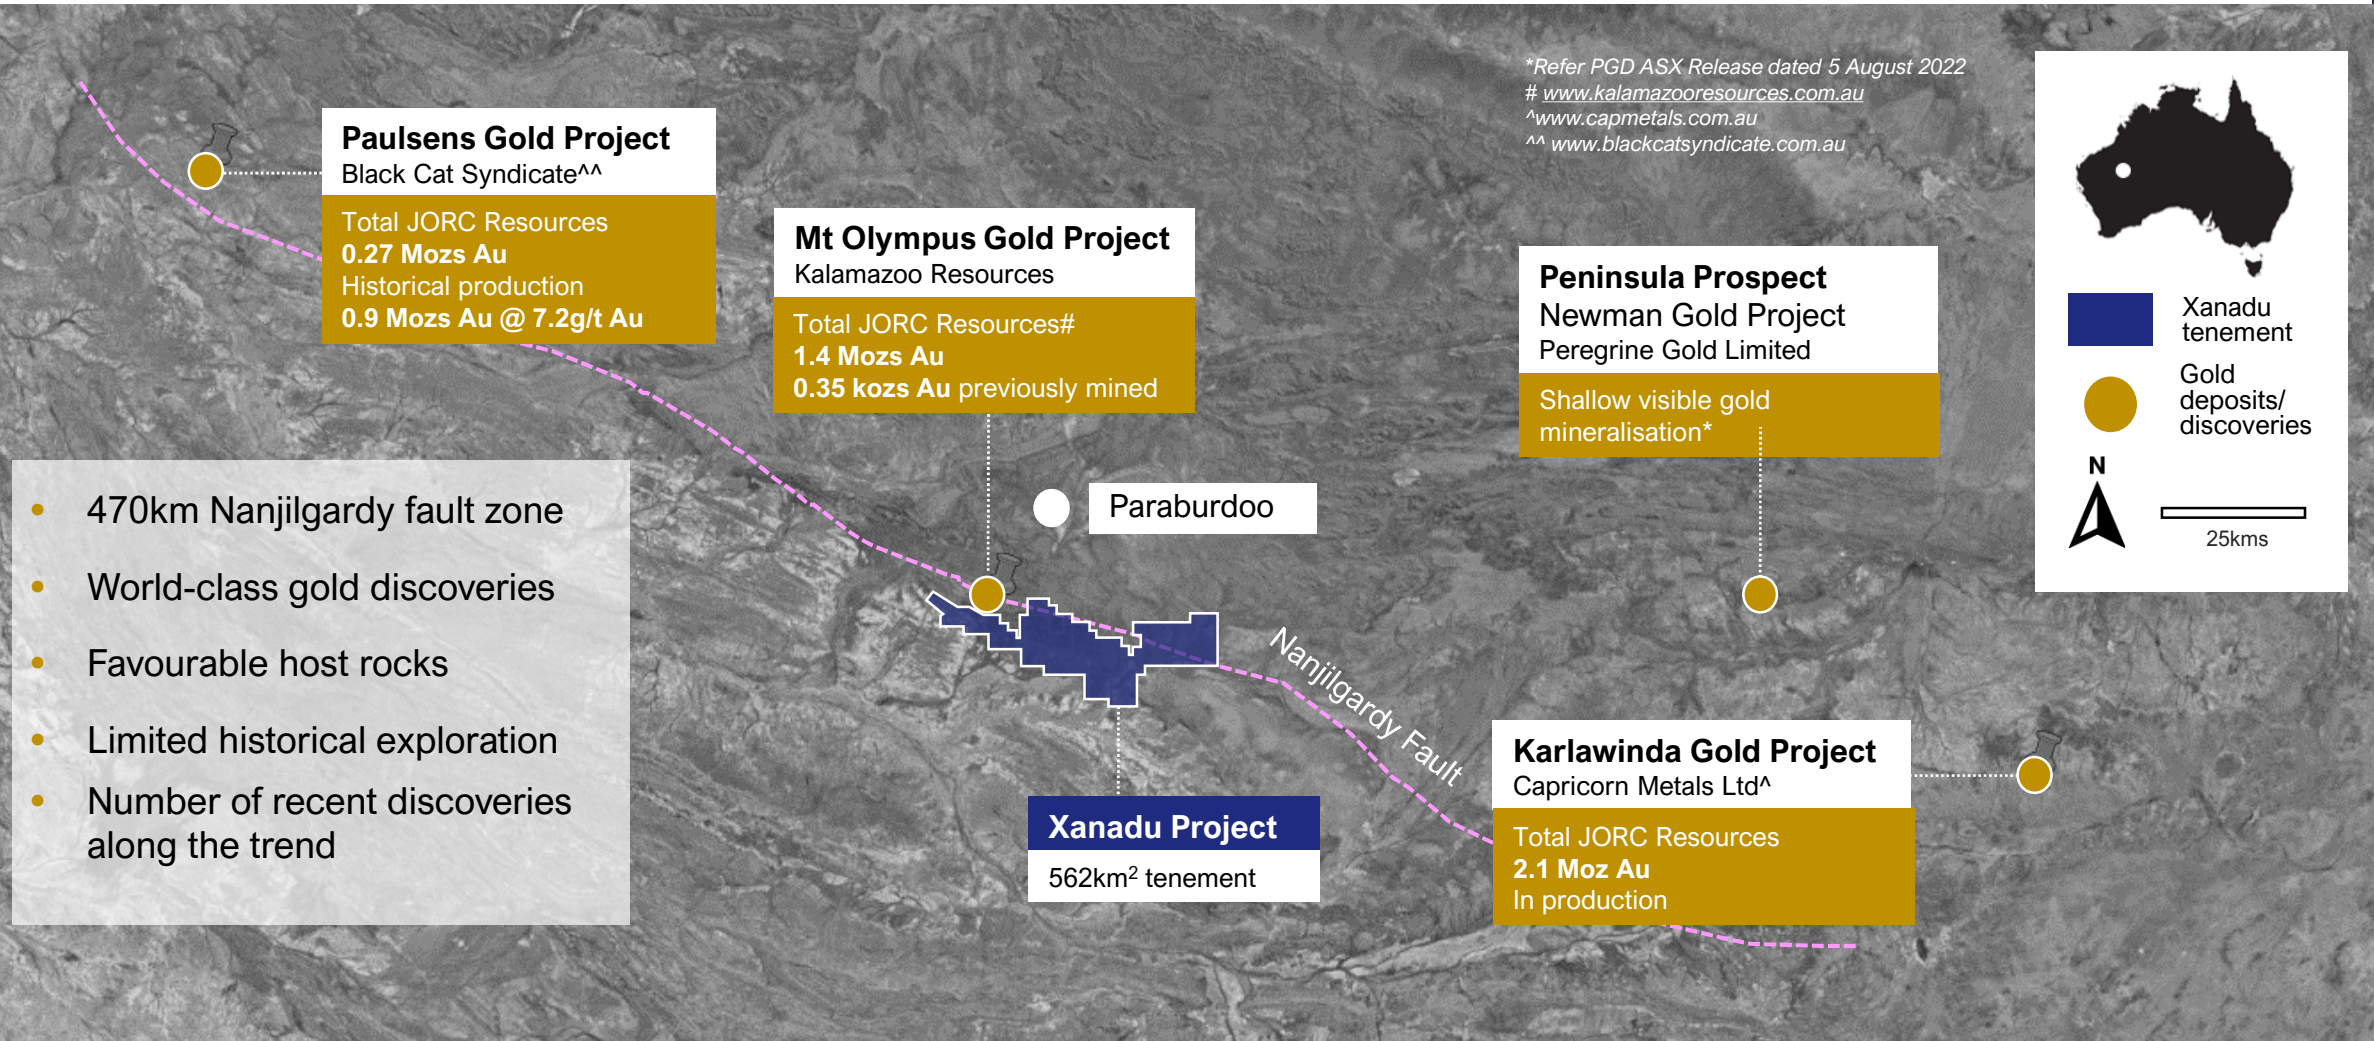 *Refer PGD ASX Release dated 5 August 2022
# www.kalamazooresources.com.au
^www.capmetals.com.au
^^ www.blackcatsyndicate.com.au
Paulsens Gold Project
Black Cat Syndicate^^
Total JORC Resources
0.27 Mozs Au
Historical production
0.9 Mozs Au @ 7.2g/t Au
Mt Olympus Gold Project
Kalamazoo Resources
Total JORC Resources#
1.4 Mozs Au
0.35 kozs Au previously mined
Peninsula Prospect
Newman Gold Project
Peregrine Gold Limited
Shallow visible gold
mineralisation*
Xanadu
tenement
Gold
deposits/
discoveries
N
25kms
Paraburdoo
• 470km Nanjilgardy fault zone
• World-class gold discoveries
• Favourable host rocks
• Limited historical exploration
• Number of recent discoveries
along the trend
Nanjilgardy Fault
Xanadu Project
562km² tenement
Karlawinda Gold Project
Capricorn Metals Ltd^
Total JORC Resources
2.1 Moz Au
In production